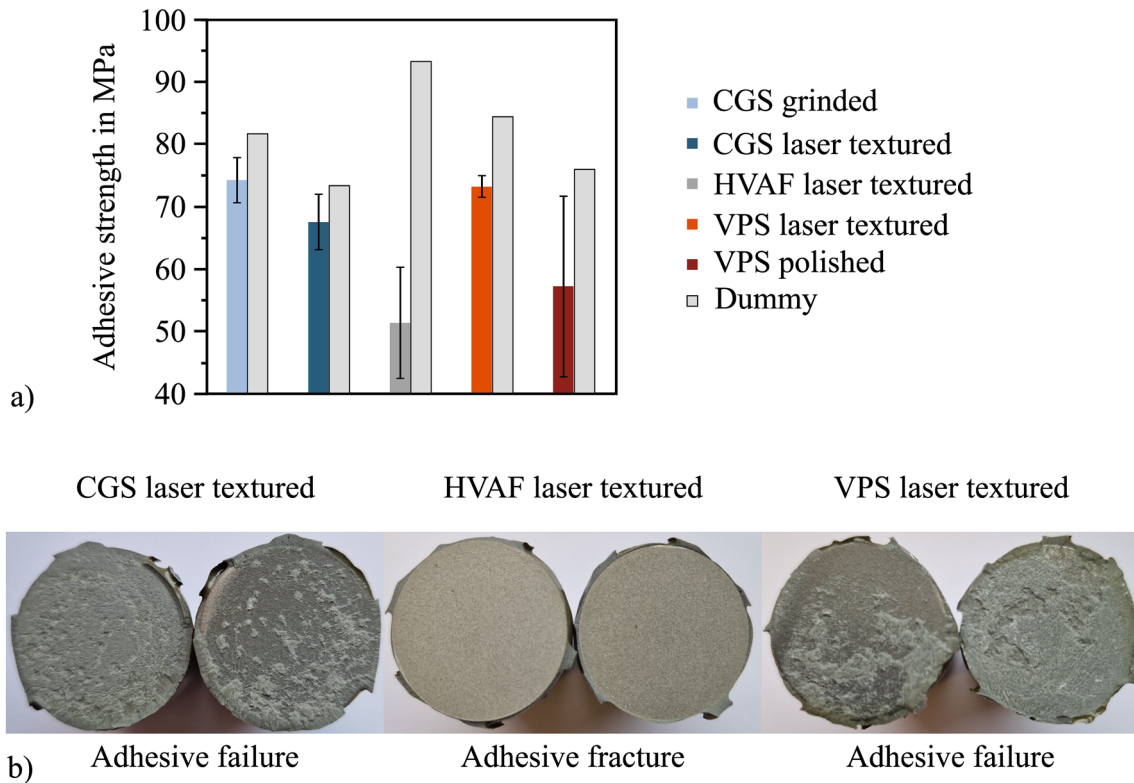 100
90
80
70
60
50
40
Adhesive strength in MPa
CGS grinded
CGS laser textured
HVAF laser textured
VPS laser textured
VPS polished
Dummy
a)
CGS laser textured
HVAF laser textured
VPS laser textured
Adhesive failure
Adhesive fracture
Adhesive failure
b)